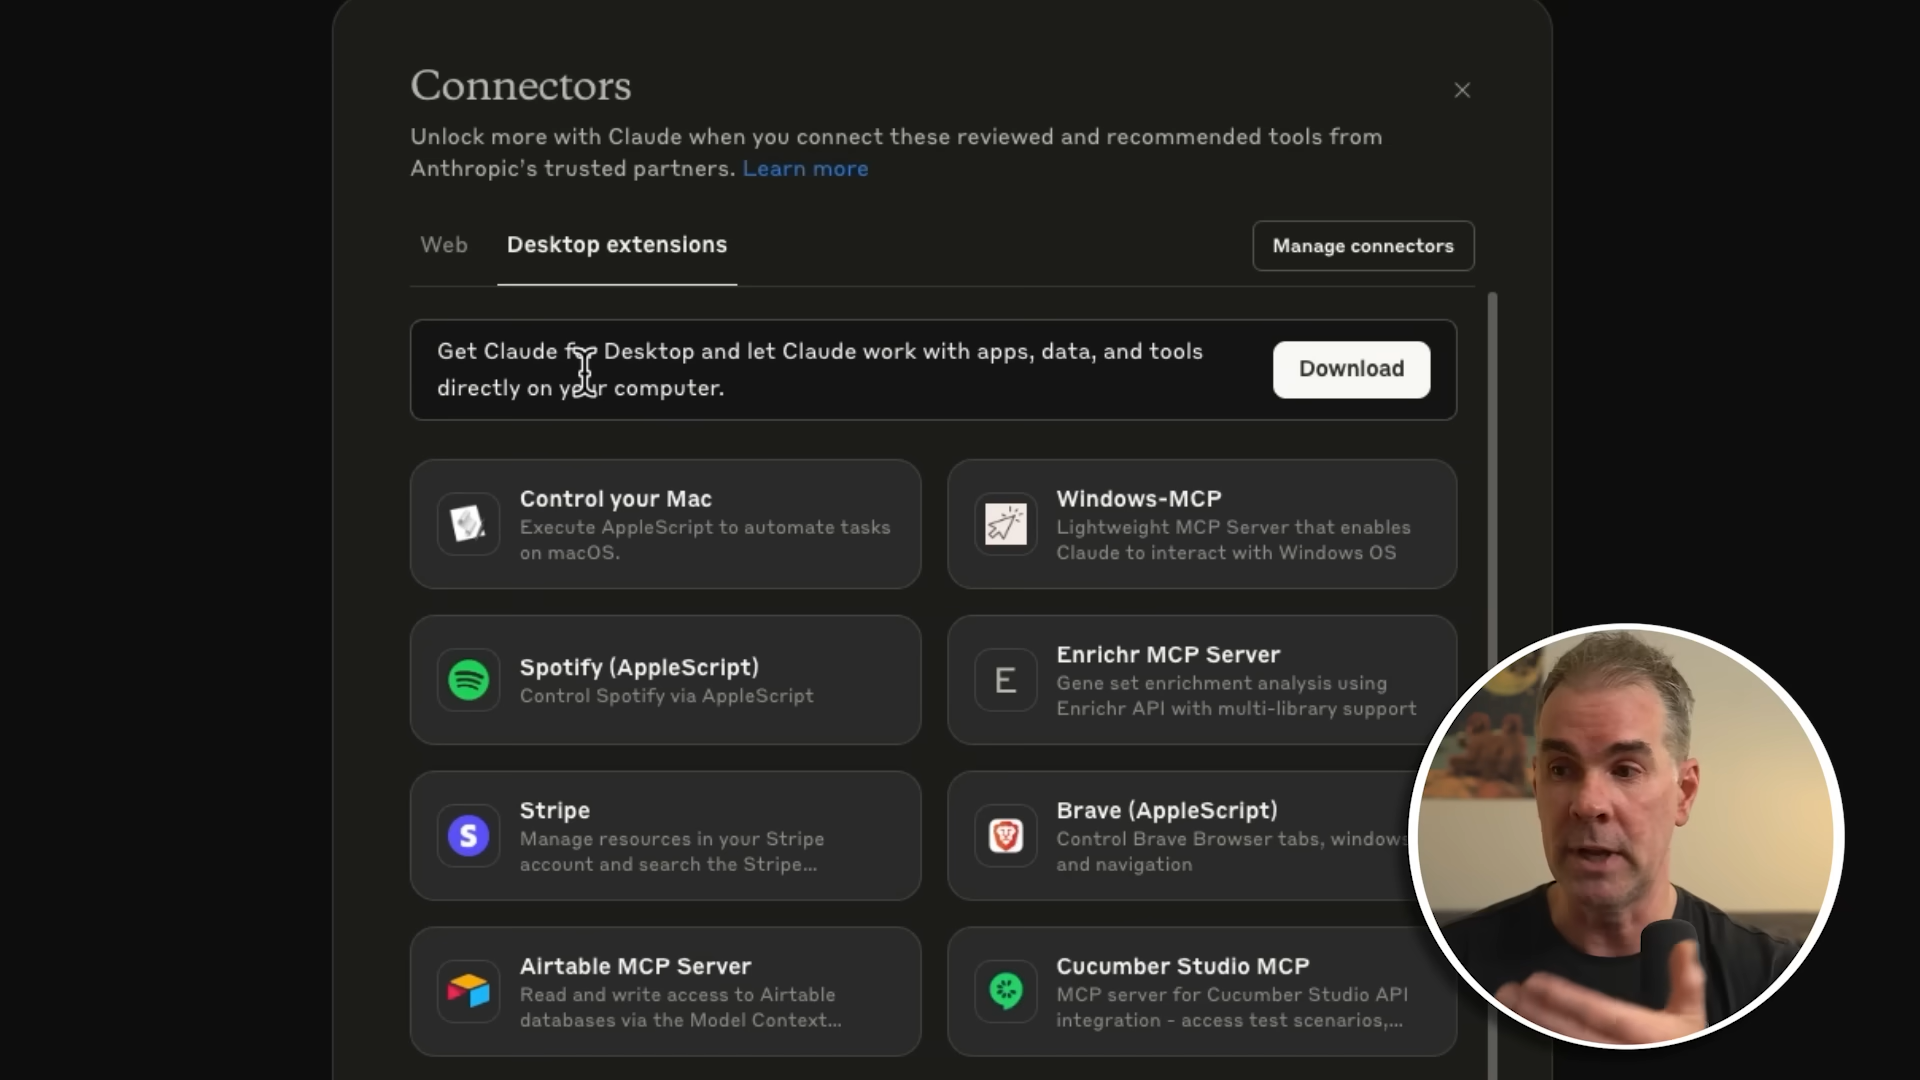 Connectors
Unlock more with Claude when you connect these reviewed and recommended tools from
Anthropic's trusted partners. Learn more
Web
Desktop extensions
Manage connectors
Get Claude for Desktop and let Claude work with apps, data, and tools
directly on your computer.
Download
Control your Mac
Execute AppleScript to automate tasks
on macOS.
Windows-MCP
Lightweight MCP Server that enables
Claude to interact with Windows OS
Spotify (AppleScript)
Control Spotify via AppleScript
E
Enrichr MCP Server
Gene set enrichment analysis using
Enrichr API with multi-library support
S
Stripe
Manage resources in your Stripe
account and search the Stripe...
Brave (AppleScript)
Control Brave Browser tabs, windows
and navigation
Airtable MCP Server
Read and write access to Airtable
databases via the Model Context...
Cucumber Studio MCP
MCP server for Cucumber Studio API
integration - access test scenarios,...